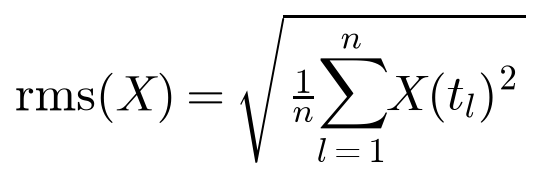 rms(X) = √(1/n ∑_{l=1}^{n} X(t_l)^2)